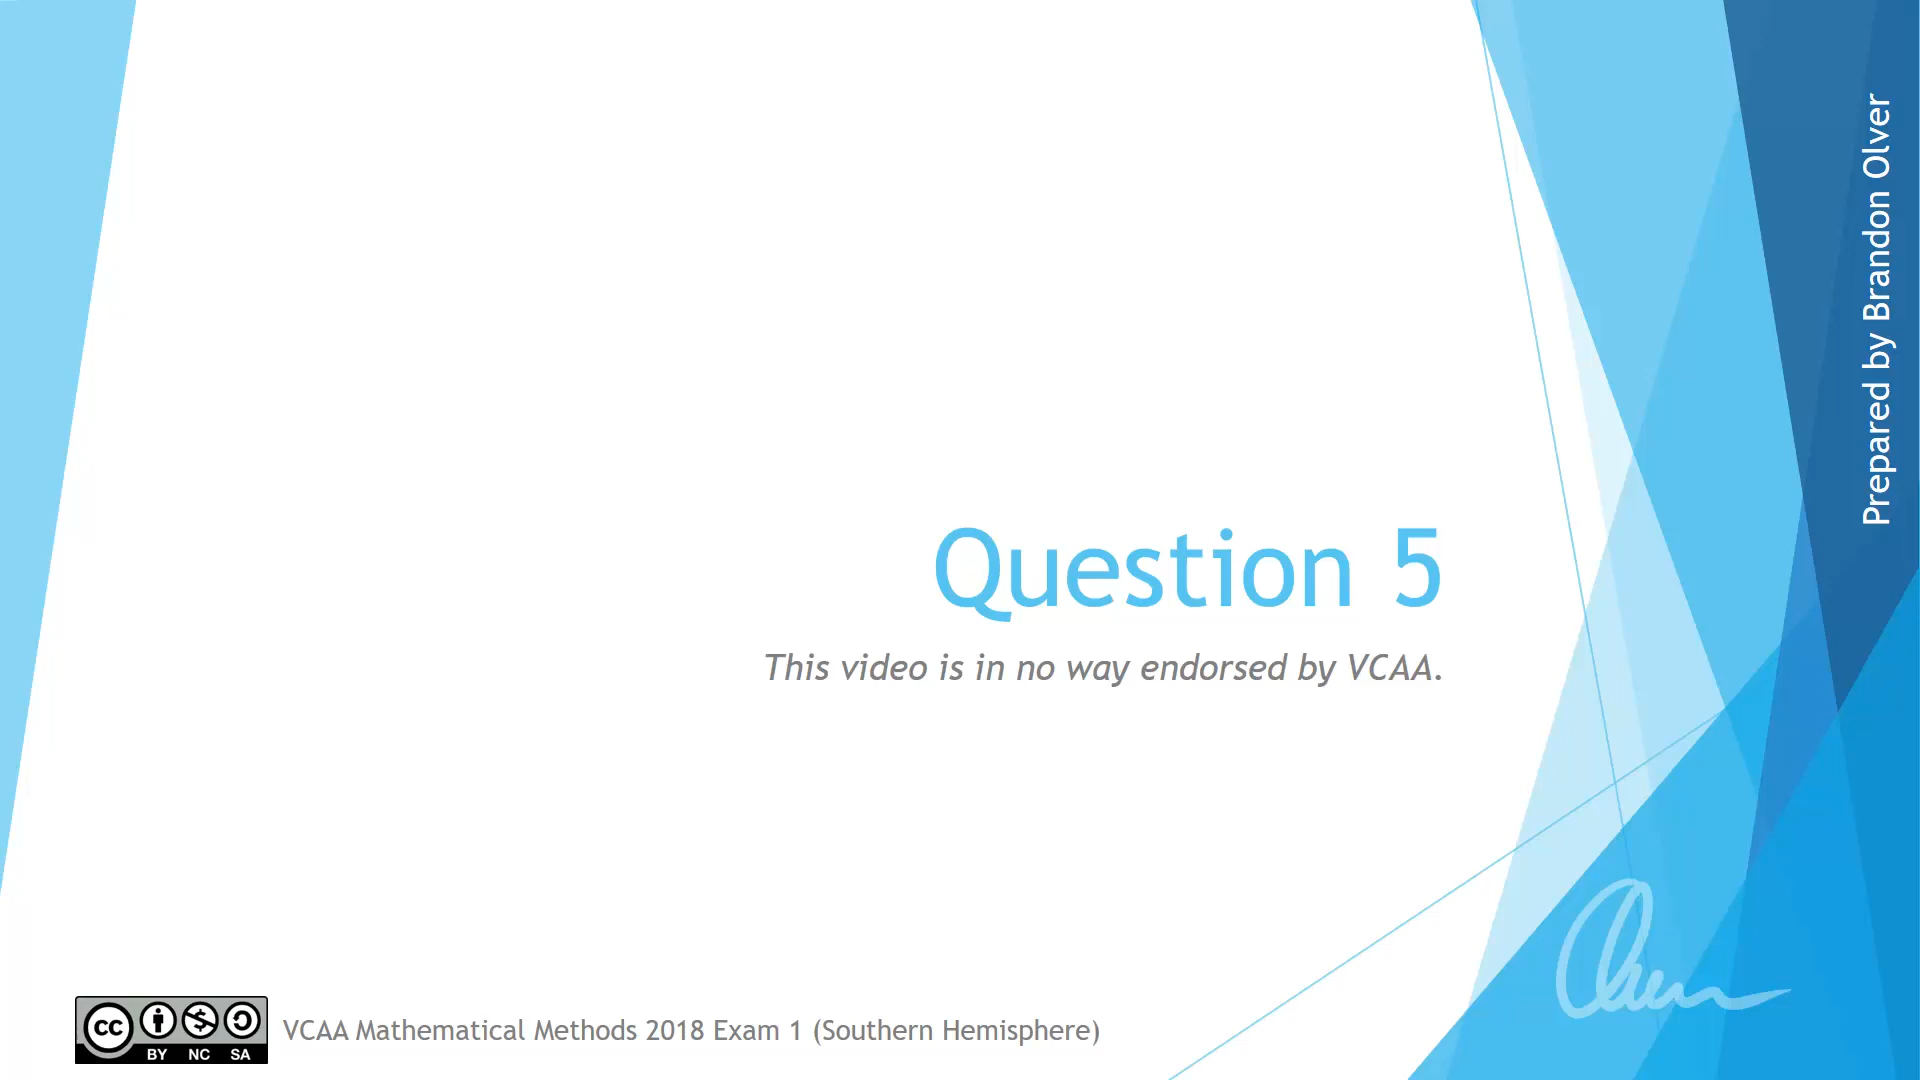 Prepared by Brandon Olver
Question 5
This video is in no way endorsed by VCAA.
cc
BY NC SA
VCAA Mathematical Methods 2018 Exam 1 (Southern Hemisphere)